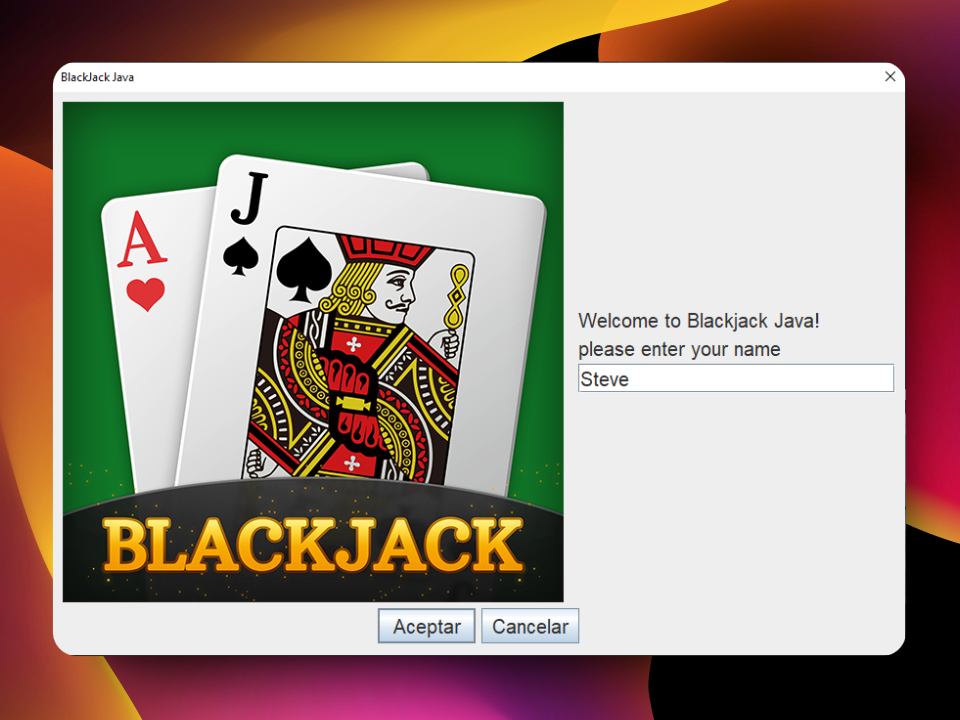 BlackJack Java
A
J
BLACKJACK
Welcome to Blackjack Java!
please enter your name
Steve
Aceptar Cancelar